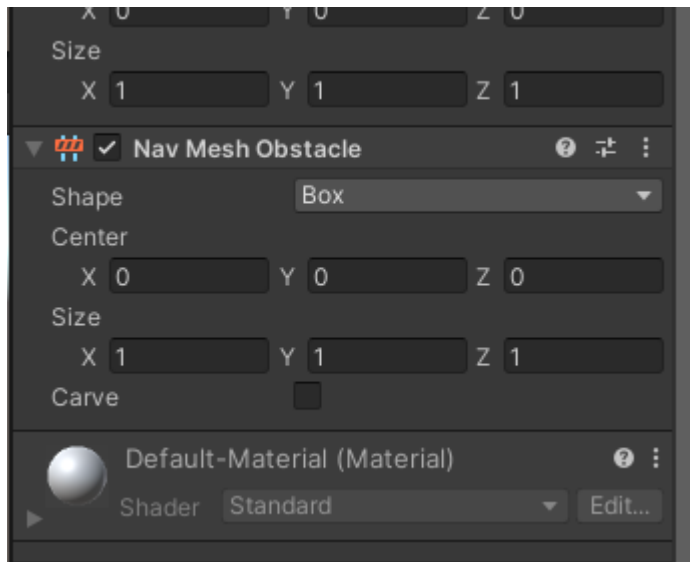 X 0 Y 0 Z 0
Size
X 1 Y 1 Z 1
Nav Mesh Obstacle
Shape Box
Center
X 0 Y 0 Z 0
Size
X 1 Y 1 Z 1
Carve
Default-Material (Material)
Shader Standard Edit...